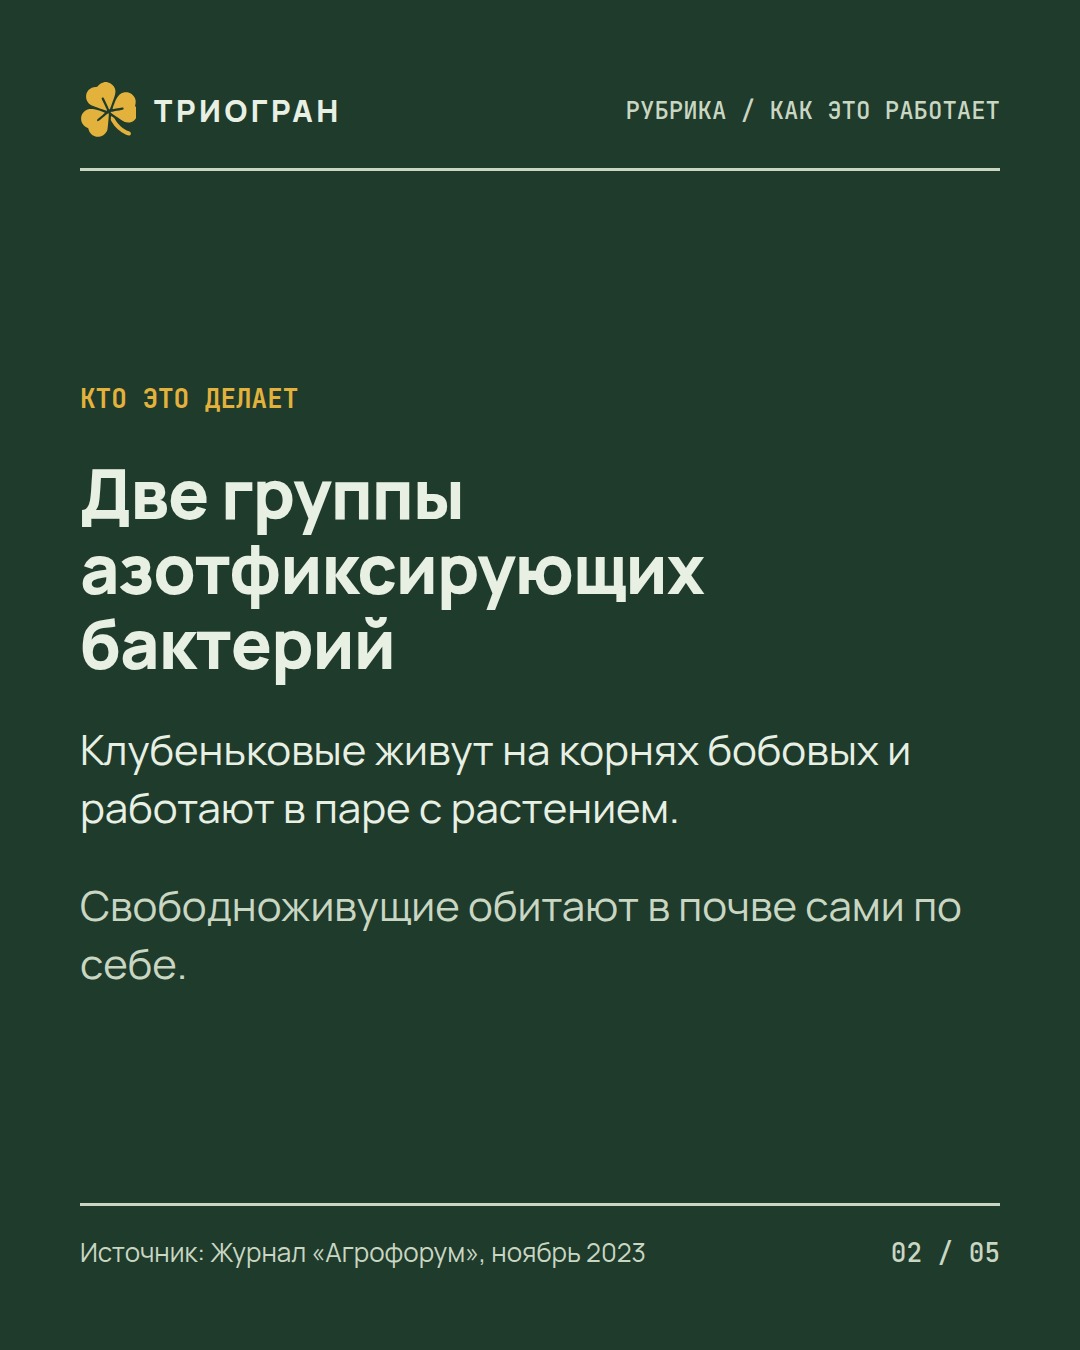 ТРИОГРАН
РУБРИКА / КАК ЭТО РАБОТАЕТ
КТО ЭТО ДЕЛАЕТ
Две группы
азотфиксирующих
бактерий
Клубеньковые живут на корнях бобовых и
работают в паре с растением.
Свободноживущие обитают в почве сами по
себе.
Источник: Журнал «Агрофорум», ноябрь 2023
02 / 05